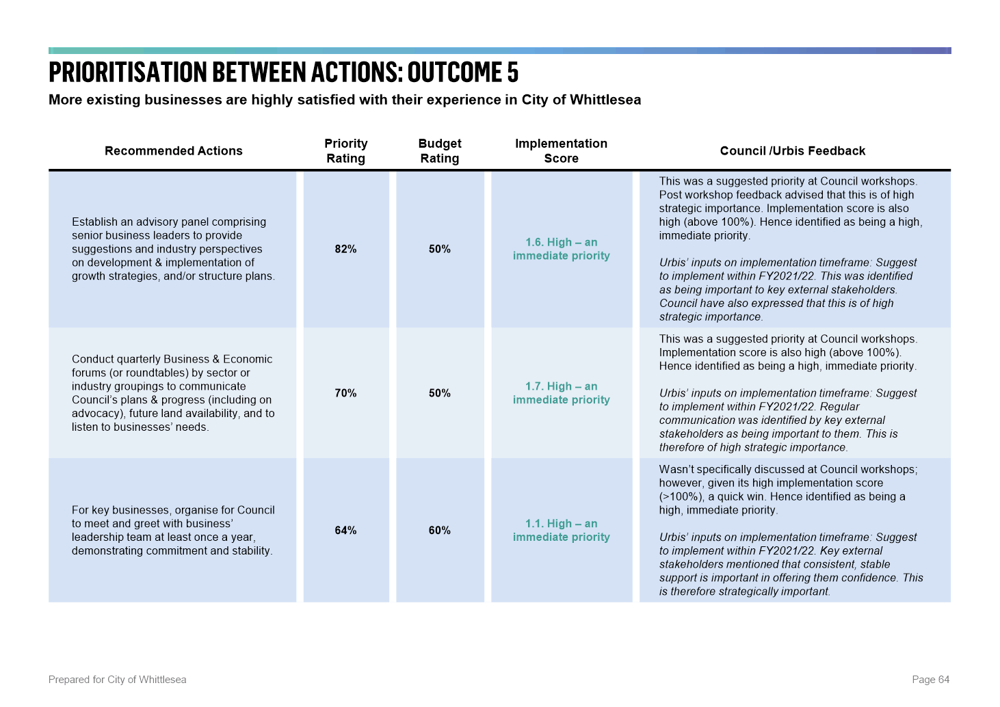 PRIORITISATION BETWEEN ACTIONS: OUTCOME 5
More existing businesses are highly satisfied with their experience in City of Whittlesea
Recommended Actions
Priority
Rating
Budget
Rating
Implementation
Score
Council /Urbis Feedback
Establish an advisory panel comprising
senior business leaders to provide
suggestions and industry perspectives
on development & implementation of
growth strategies, and/or structure plans.
82%
50%
1.6. High – an
immediate priority
This was a suggested priority at Council workshops.
Post workshop feedback advised that this is of high
strategic importance. Implementation score is also
high (above 100%). Hence identified as being a high,
immediate priority.
Urbis’ inputs on implementation timeframe: Suggest
to implement within FY2021/22. This was identified
as being important to key external stakeholders.
Council have also expressed that this is of high
strategic importance.
Conduct quarterly Business & Economic
forums (or roundtables) by sector or
industry groupings to communicate
Council’s plans & progress (including on
advocacy), future land availability, and to
listen to businesses’ needs.
70%
50%
1.7. High – an
immediate priority
This was a suggested priority at Council workshops.
Implementation score is also high (above 100%).
Hence identified as being a high, immediate priority.
Urbis’ inputs on implementation timeframe: Suggest
to implement within FY2021/22. Regular
communication was identified by key external
stakeholders as being important to them. This is
therefore of high strategic importance.
For key businesses, organise for Council
to meet and greet with business’
leadership team at least once a year,
demonstrating commitment and stability.
64%
60%
1.1. High – an
immediate priority
Wasn’t specifically discussed at Council workshops;
however, given its high implementation score
(>100%), a quick win. Hence identified as being a
high, immediate priority.
Urbis’ inputs on implementation timeframe: Suggest
to implement within FY2021/22. Key external
stakeholders mentioned that consistent, stable
support is important in offering them confidence. This
is therefore strategically important.
Prepared for City of Whittlesea
Page 64